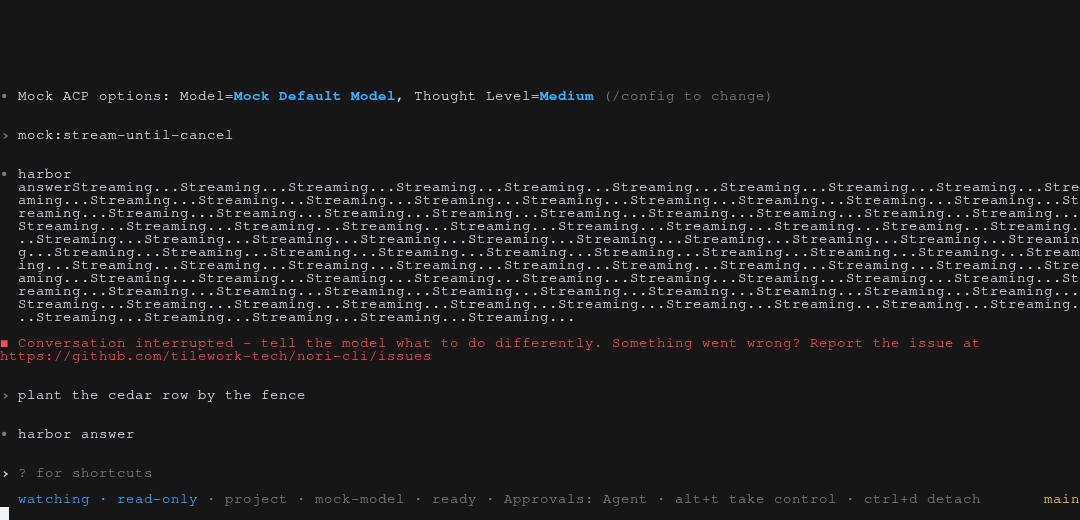 • Mock ACP options: Model=Mock Default Model, Thought Level=Medium (/config to change)
› mock:stream-until-cancel
• harbor
answerStreaming...Streaming...Streaming...Streaming...Streaming...Streaming...Streaming...Streaming...Streaming...Stre
aming...Streaming...Streaming...Streaming...Streaming...Streaming...Streaming...Streaming...Streaming...Streaming...St
reaming...Streaming...Streaming...Streaming...Streaming...Streaming...Streaming...Streaming...Streaming...Streaming...
Streaming...Streaming...Streaming...Streaming...Streaming...Streaming...Streaming...Streaming...Streaming...Streaming.
..Streaming...Streaming...Streaming...Streaming...Streaming...Streaming...Streaming...Streaming...Streaming...Streamin
g...Streaming...Streaming...Streaming...Streaming...Streaming...Streaming...Streaming...Streaming...Streaming...Stream
ing...Streaming...Streaming...Streaming...Streaming...Streaming...Streaming...Streaming...Streaming...Streaming...Stre
aming...Streaming...Streaming...Streaming...Streaming...Streaming...Streaming...Streaming...Streaming...Streaming...St
reaming...Streaming...Streaming...Streaming...Streaming...Streaming...Streaming...Streaming...Streaming...Streaming...
Streaming...Streaming...Streaming...Streaming...Streaming...Streaming...Streaming...Streaming...Streaming...Streaming.
..Streaming...Streaming...Streaming...Streaming...Streaming...
■ Conversation interrupted - tell the model what to do differently. Something went wrong? Report the issue at
https://github.com/tilework-tech/nori-cli/issues
› plant the cedar row by the fence
• harbor answer
› ? for shortcuts
watching · read-only · project · mock-model · ready · Approvals: Agent · alt+t take control · ctrl+d detach main